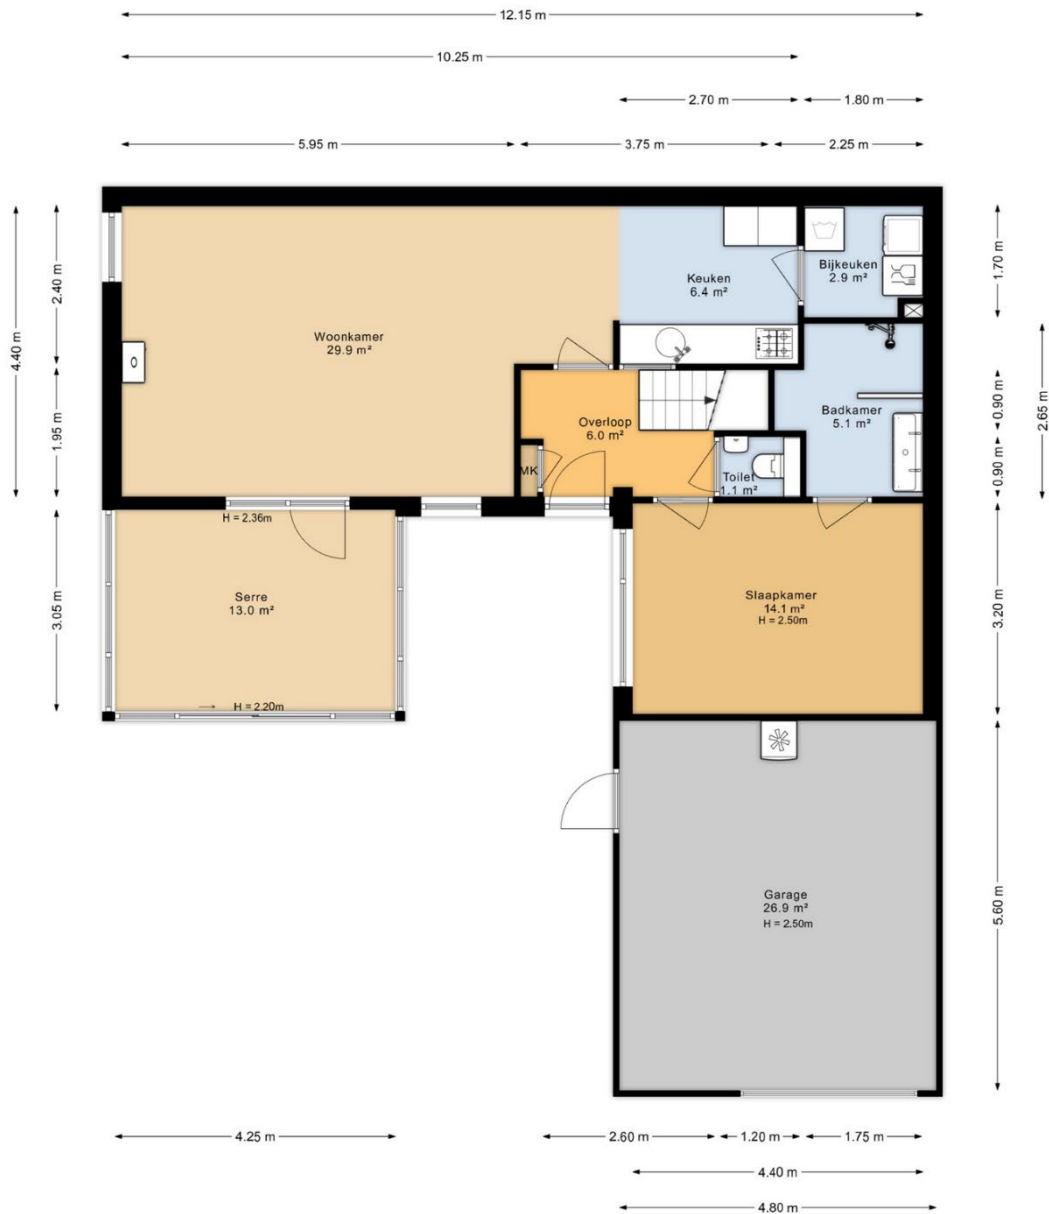 12.15 m
10.25 m
2.70 m
1.80 m
5.95 m
3.75 m
2.25 m
4.40 m
2.40 m
1.95 m
3.05 m
1.70 m
2.65 m
0.90 m
0.90 m
3.20 m
5.60 m
Woonkamer
29.9 m²
Keuken
6.4 m²
Bijkeuken
2.9 m²
Badkamer
5.1 m²
Overloop
6.0 m²
MK
Toilet
1.1 m²
H = 2.36m
Serre
13.0 m²
H = 2.20m
Slaapkamer
14.1 m²
H = 2.50m
Garage
26.9 m²
H = 2.50m
4.25 m
2.60 m
1.20 m
1.75 m
4.40 m
4.80 m